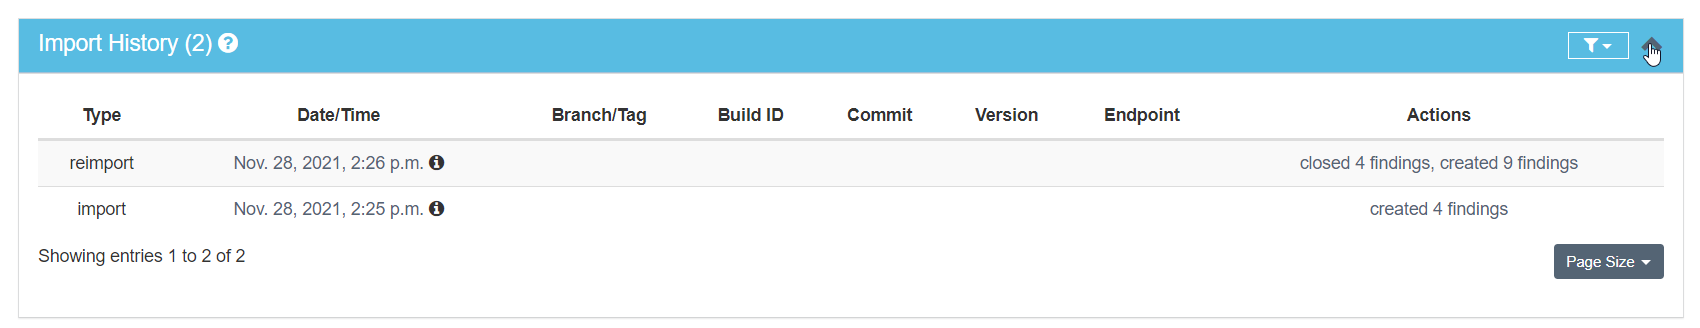 Import History (2)
Type Date/Time Branch/Tag Build ID Commit Version Endpoint Actions
reimport Nov. 28, 2021, 2:26 p.m. closed 4 findings, created 9 findings
import Nov. 28, 2021, 2:25 p.m. created 4 findings
Showing entries 1 to 2 of 2
Page Size